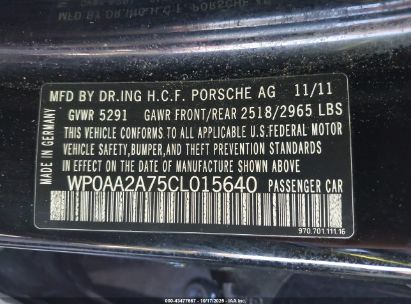 MFD BY DR.ING H.C.F. PORSCHE AG 11/11
GVWR 5291 GAWR FRONT/REAR 2518/2965 LBS
MADE IN GERMANY
THIS VEHICLE CONFORMS TO ALL APPLICABLE U.S.FEDERAL MOTOR
VEHICLE SAFETY, BUMPER, AND THEFT PREVENTION STANDARDS
IN EFFECT ON THE DATE OF MANUFACTURE SHOWN ABOVE.
WP0AA2A75CL015640 PASSENGER CAR
970.701.111.16